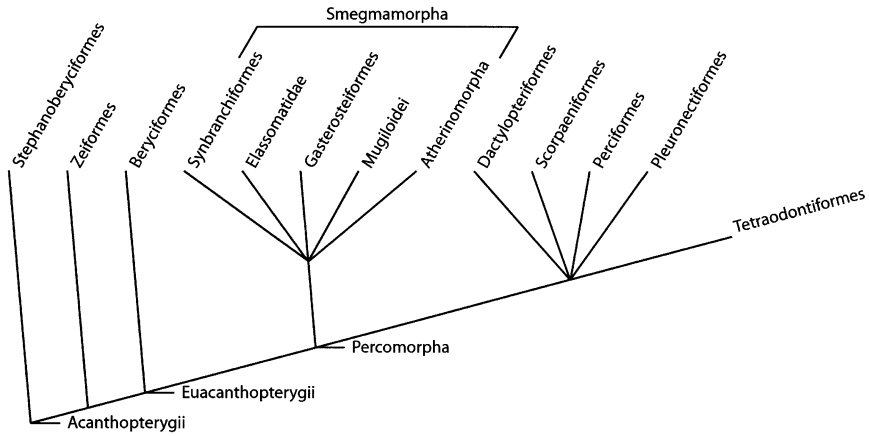 Smegmamorpha
Stephanoberyciformes
Zeiformes
Beryciformes
Synbranchiformes
Elassomatidae
Gasterosteiformes
Mugiloidei
Atherinomorpha
Dactylopteriformes
Scorpaeniformes
Perciformes
Pleuronectiformes
Tetraodontiformes
Percomorpha
Euacanthopterygii
Acanthopterygii